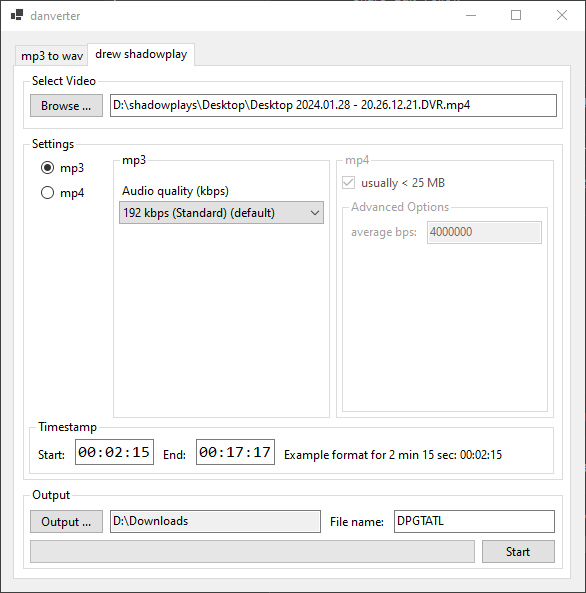 danverter
mp3 to wav
drew shadowplay
Select Video
Browse ...
D:\shadowplays\Desktop\Desktop 2024.01.28 - 20.26.12.21.DVR.mp4
Settings
mp3
mp4
mp3
Audio quality (kbps)
192 kbps (Standard) (default)
mp4
usually < 25 MB
Advanced Options
average bps:
4000000
Timestamp
Start:
00:02:15
End:
00:17:17
Example format for 2 min 15 sec: 00:02:15
Output
Output ...
D:\Downloads
File name:
DPGTATL
Start